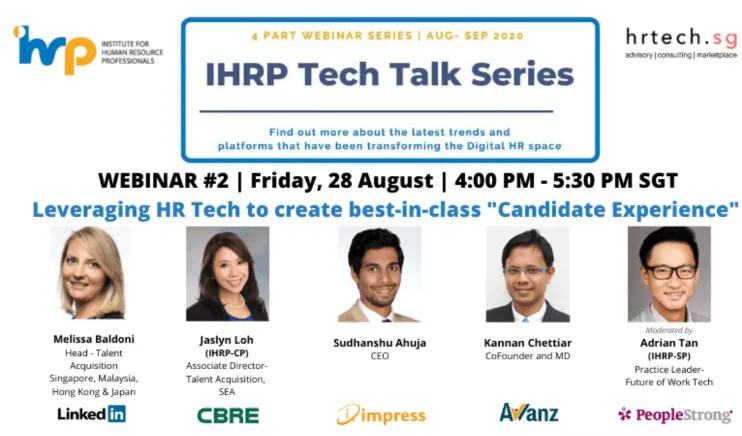 ihrp
INSTITUTE FOR
HUMAN RESOURCE
PROFESSIONALS
4 PART WEBINAR SERIES | AUG- SEP 2020
IHRP Tech Talk Series
Find out more about the latest trends and
platforms that have been transforming the Digital HR space
hrtech.sg
advisory | consulting | marketplace
WEBINAR #2 | Friday, 28 August | 4:00 PM - 5:30 PM SGT
Leveraging HR Tech to create best-in-class "Candidate Experience"
Melissa Baldoni
Head - Talent
Acquisition
Singapore, Malaysia,
Hong Kong & Japan
LinkedIn
Jaslyn Loh
(IHRP-CP)
Associate Director-
Talent Acquisition,
SEA
CBRE
Sudhanshu Ahuja
CEO
impress
Kannan Chettiar
CoFounder and MD
Avanz
Moderated by
Adrian Tan
(IHRP-SP)
Practice Leader-
Future of Work Tech
PeopleStrong